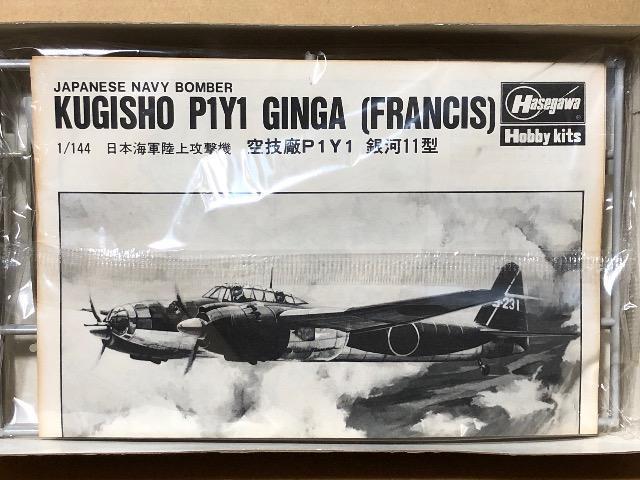 JAPANESE NAVY BOMBER
KUGISHO P1Y1 GINGA (FRANCIS)
Hasegawa
Hobby kits
1/144 日本海軍陸上攻撃機 空技廠P1Y1 銀河11型
-231